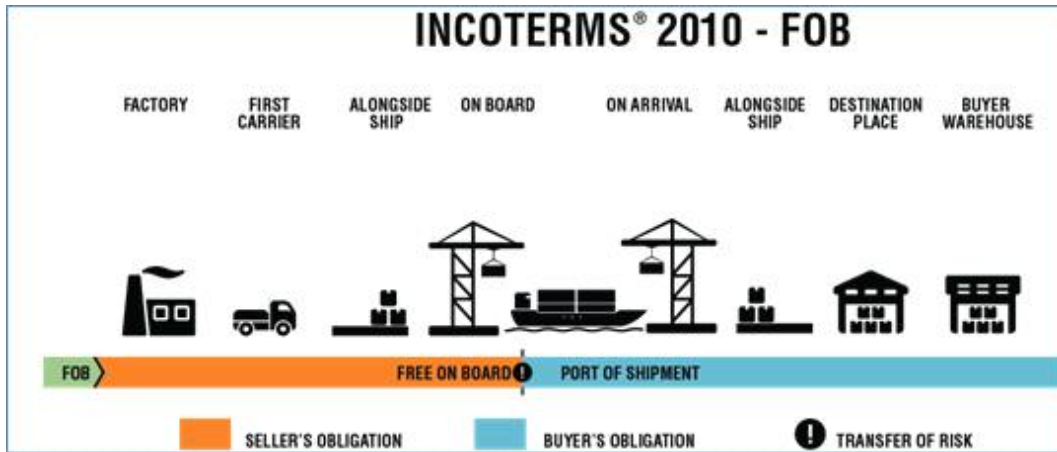 INCOTERMS® 2010 - FOB
FACTORY
FIRST
CARRIER
ALONGSIDE
SHIP
ON BOARD
ON ARRIVAL
ALONGSIDE
SHIP
DESTINATION
PLACE
BUYER
WAREHOUSE
FOB
FREE ON BOARD
PORT OF SHIPMENT
SELLER'S OBLIGATION
BUYER'S OBLIGATION
TRANSFER OF RISK